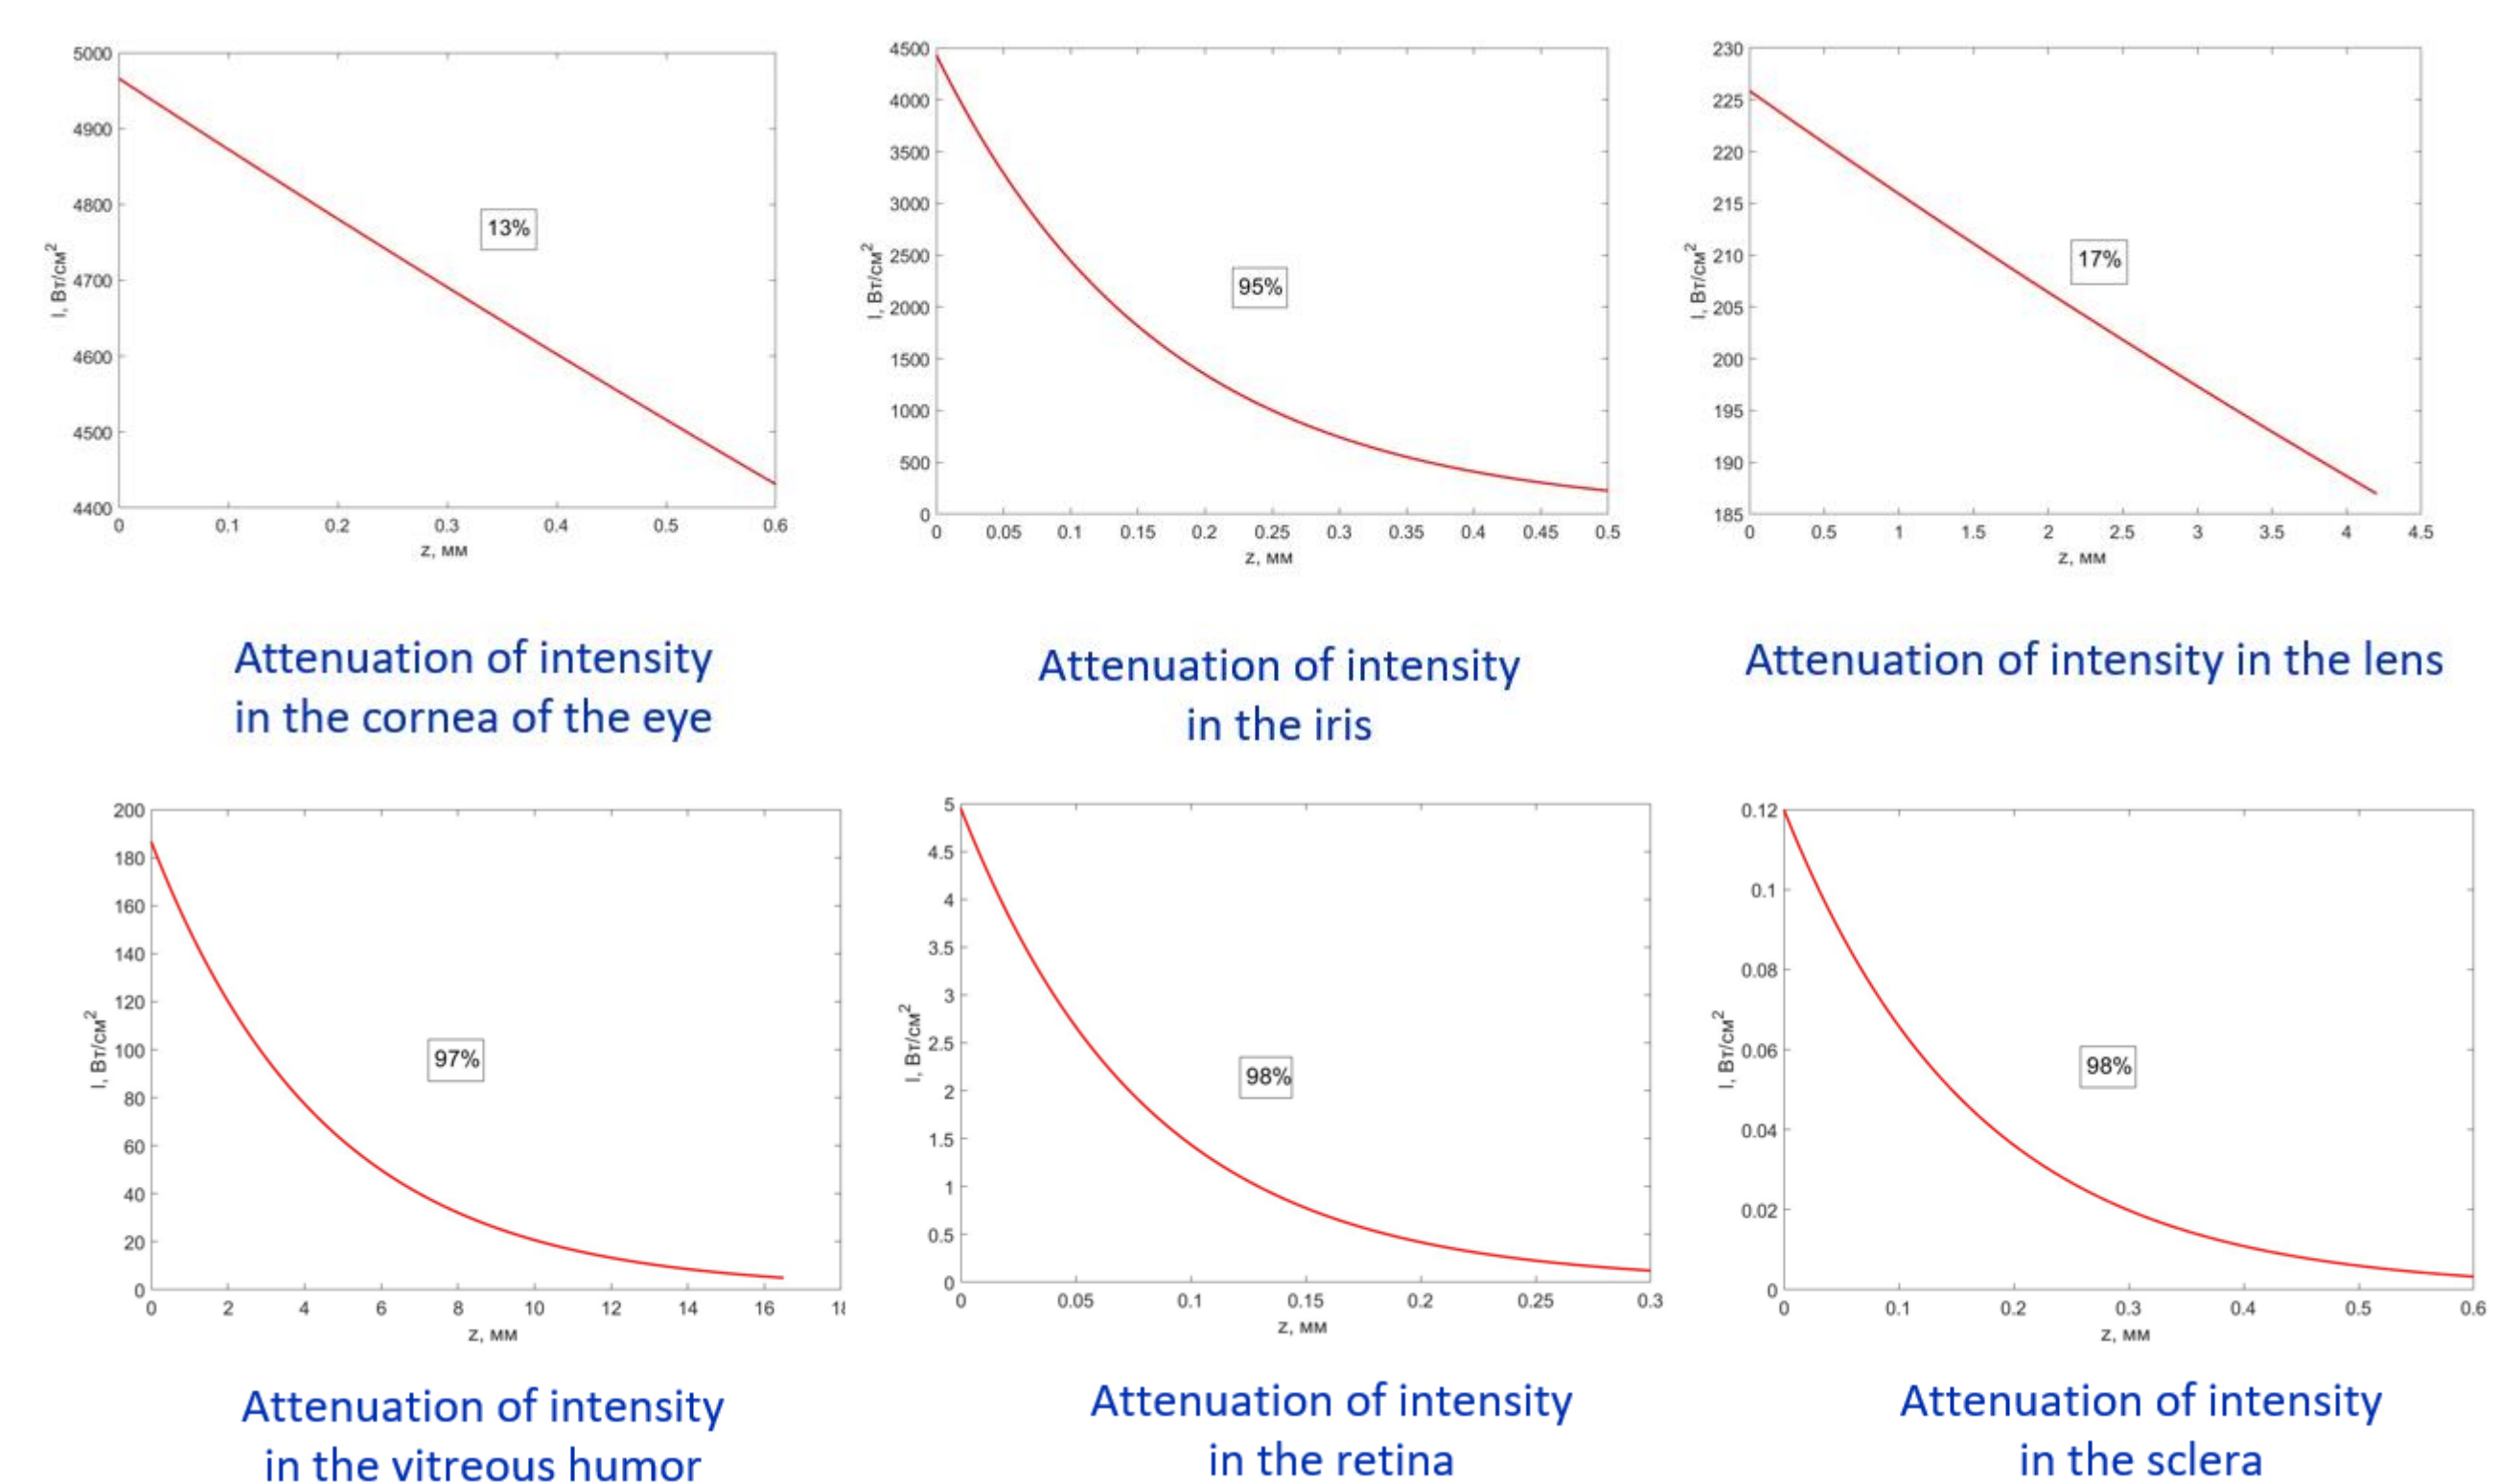 5000
4900
4800
4700
4600
4500
4400
I, Вт/см²
13%
0 0.1 0.2 0.3 0.4 0.5 0.6
z, мм
Attenuation of intensity
in the cornea of the eye
4500
4000
3500
3000
2500
2000
1500
1000
500
0
I, Вт/см²
95%
0 0.05 0.1 0.15 0.2 0.25 0.3 0.35 0.4 0.45 0.5
z, мм
Attenuation of intensity
in the iris
230
225
220
215
210
205
200
195
190
185
I, Вт/см²
17%
0 0.5 1 1.5 2 2.5 3 3.5 4 4.5
z, мм
Attenuation of intensity in the lens
200
180
160
140
120
100
80
60
40
20
0
I, Вт/см²
97%
0 2 4 6 8 10 12 14 16 18
z, мм
Attenuation of intensity
in the vitreous humor
5
4.5
4
3.5
3
2.5
2
1.5
1
0.5
0
I, Вт/см²
98%
0 0.05 0.1 0.15 0.2 0.25 0.3
z, мм
Attenuation of intensity
in the retina
0.12
0.1
0.08
0.06
0.04
0.02
0
I, Вт/см²
98%
0 0.1 0.2 0.3 0.4 0.5 0.6
z, мм
Attenuation of intensity
in the sclera